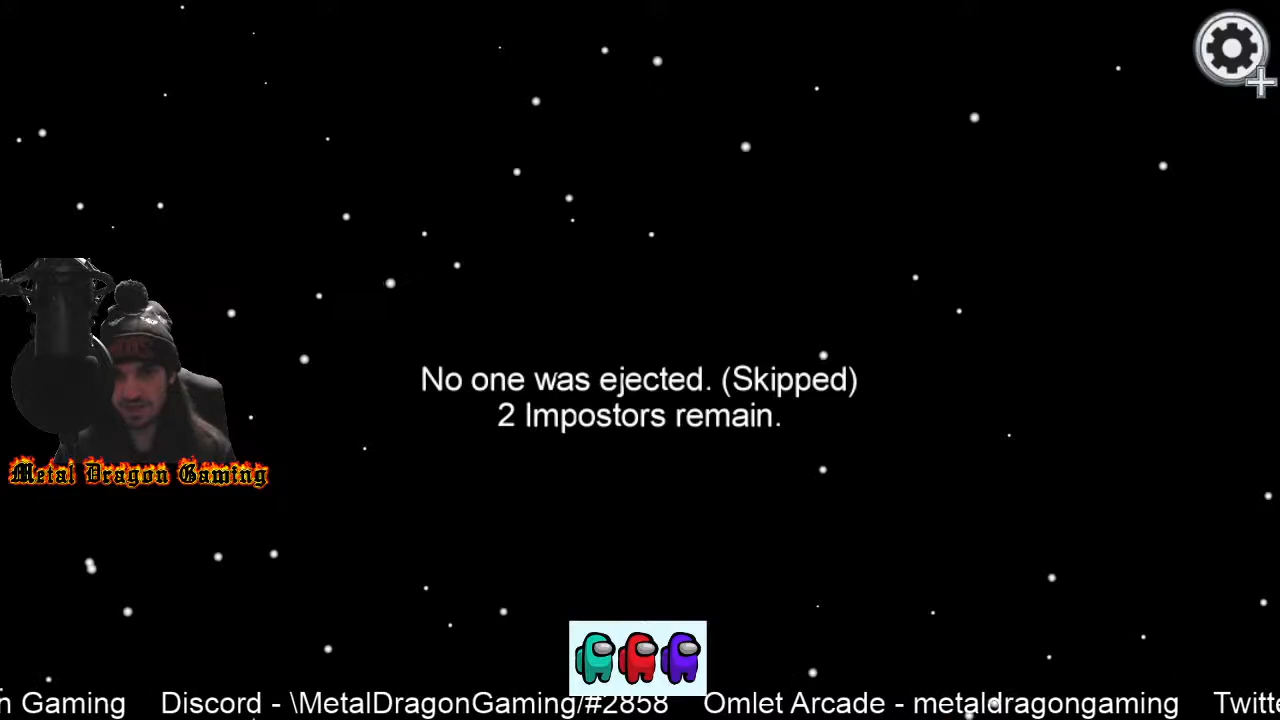 No one was ejected. (Skipped)
2 Impostors remain.
Metal Dragon Gaming
n Gaming Discord - \MetalDragonGaming/#2858 Omlet Arcade - metaldragongaming Twitte